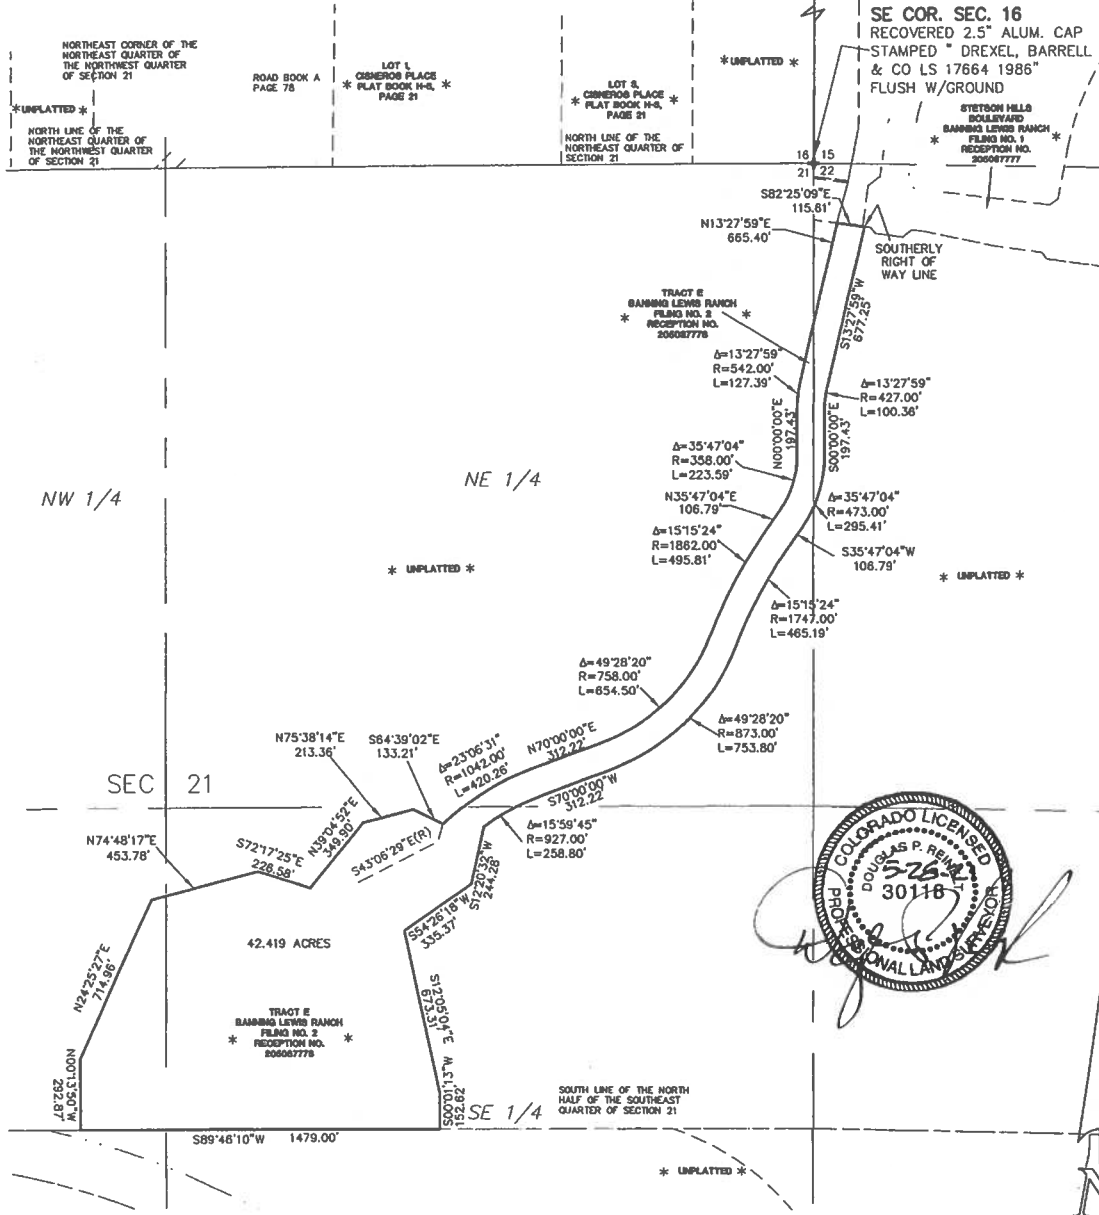 SE COR. SEC. 16
RECOVERED 2.5" ALUM. CAP
STAMPED " DREXEL, BARRELL
& CO LS 17664 1986"
FLUSH W/GROUND
NORTHEAST CORNER OF THE
NORTHEAST QUARTER OF
THE NORTHWEST QUARTER
OF SECTION 21
*UNPLATTED *
NORTH LINE OF THE
NORTHEAST QUARTER OF
THE NORTHWEST QUARTER
OF SECTION 21
ROAD BOOK A
PAGE 78
LOT 1,
* CISNEROS PLACE *
PLAT BOOK H-5,
PAGE 21
LOT 2,
* CISNEROS PLACE *
PLAT BOOK H-5,
PAGE 21
NORTH LINE OF THE
NORTHEAST QUARTER OF
SECTION 21
*UNPLATTED *
STETSON HILLS
BOULEVARD
* BANNING LEWIS RANCH *
FILING NO. 1
RECEPTION NO.
205087777
16 15
21 22
S82°25'09"E
115.61'
N13°27'59"E
665.40'
SOUTHERLY
RIGHT OF
WAY LINE
S13°27'59"W
677.25'
TRACT E
BANNING LEWIS RANCH
* FILING NO. 2 *
RECEPTION NO.
205087778
Δ=13°27'59"
R=542.00'
L=127.39'
Δ=13°27'59"
R=427.00'
L=100.36'
N00°00'00"E
197.43'
S00°00'00"E
197.43'
Δ=35°47'04"
R=358.00'
L=223.59'
NW 1/4
NE 1/4
N35°47'04"E
106.79'
Δ=35°47'04"
R=473.00'
L=295.41'
Δ=15°15'24"
R=1862.00'
L=495.81'
S35°47'04"W
106.79'
* UNPLATTED *
* UNPLATTED *
Δ=15°15'24"
R=1747.00'
L=465.19'
Δ=49°28'20"
R=758.00'
L=654.50'
Δ=49°28'20"
R=873.00'
L=753.80'
N75°38'14"E
213.36'
S64°39'02"E
133.21'
Δ=23°06'31"
R=1042.00'
L=420.26'
N70°00'00"E
312.22'
S70°00'00"W
312.22
SEC 21
Δ=15°59'45"
R=927.00'
L=258.80'
N74°48'17"E
453.78'
S72°17'25"E
226.58'
N39°04'52"E
349.90'
S43°06'29"E(R)
S12°20'32"W
244.28'
S54°26'18"W
335.37'
COLORADO LICENSED
DOUGLAS P. REINELT
5-26-
30118
PROFESSIONAL LAND SURVEYOR
42.419 ACRES
N24°25'27"E
714.96'
S12°05'04"E
673.31'
TRACT E
BANNING LEWIS RANCH
* FILING NO. 2 *
RECEPTION NO.
205087778
N00°13'50"W
292.87'
S00°01'13"W
152.62'
SE 1/4
SOUTH LINE OF THE NORTH
HALF OF THE SOUTHEAST
QUARTER OF SECTION 21
S89°46'10"W 1479.00'
* UNPLATTED *